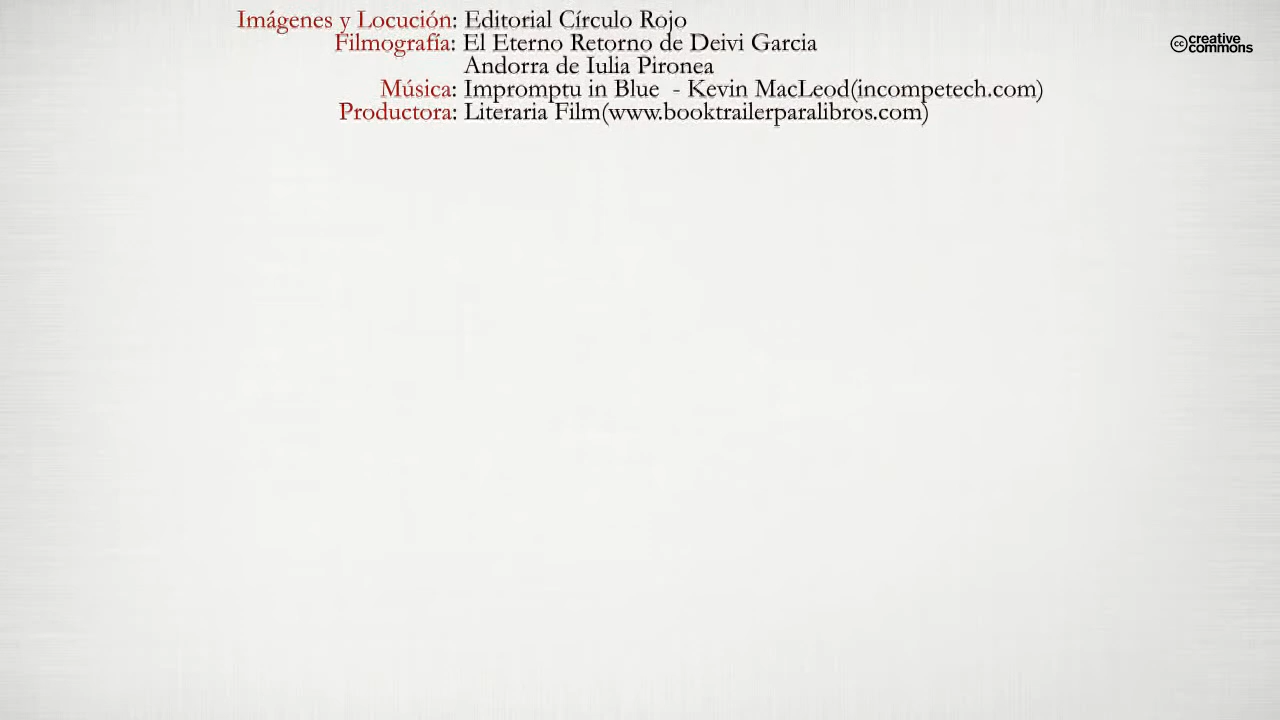 Imágenes y Locución: Editorial Círculo Rojo
Filmografía: El Eterno Retorno de Deivi Garcia
Andorra de Iulia Pironea
Música: Impromptu in Blue - Kevin MacLeod(incompetech.com)
Productora: Literaria Film(www.booktrailerparalibros.com)
cc creative
commons